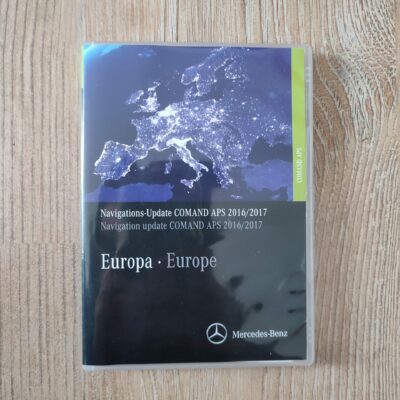 COMAND APS
Navigations-Update COMAND APS 2016/2017
Navigation update COMAND APS 2016/2017
Europa · Europe
Mercedes-Benz